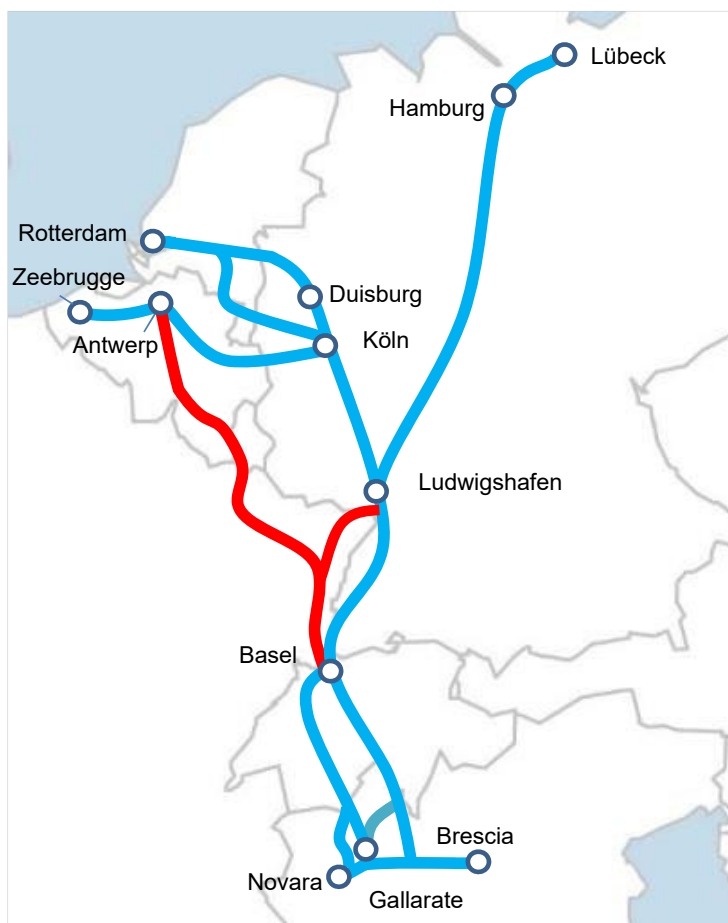 Lübeck
Hamburg
Rotterdam
Zeebrugge
Duisburg
Antwerp
Köln
Ludwigshafen
Basel
Brescia
Novara
Gallarate